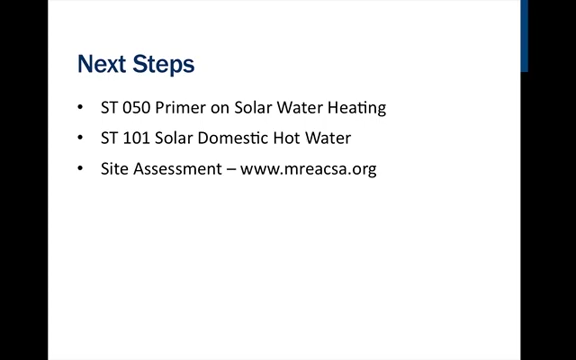 Next Steps
• ST 050 Primer on Solar Water Heating
• ST 101 Solar Domestic Hot Water
• Site Assessment – www.mreacsa.org